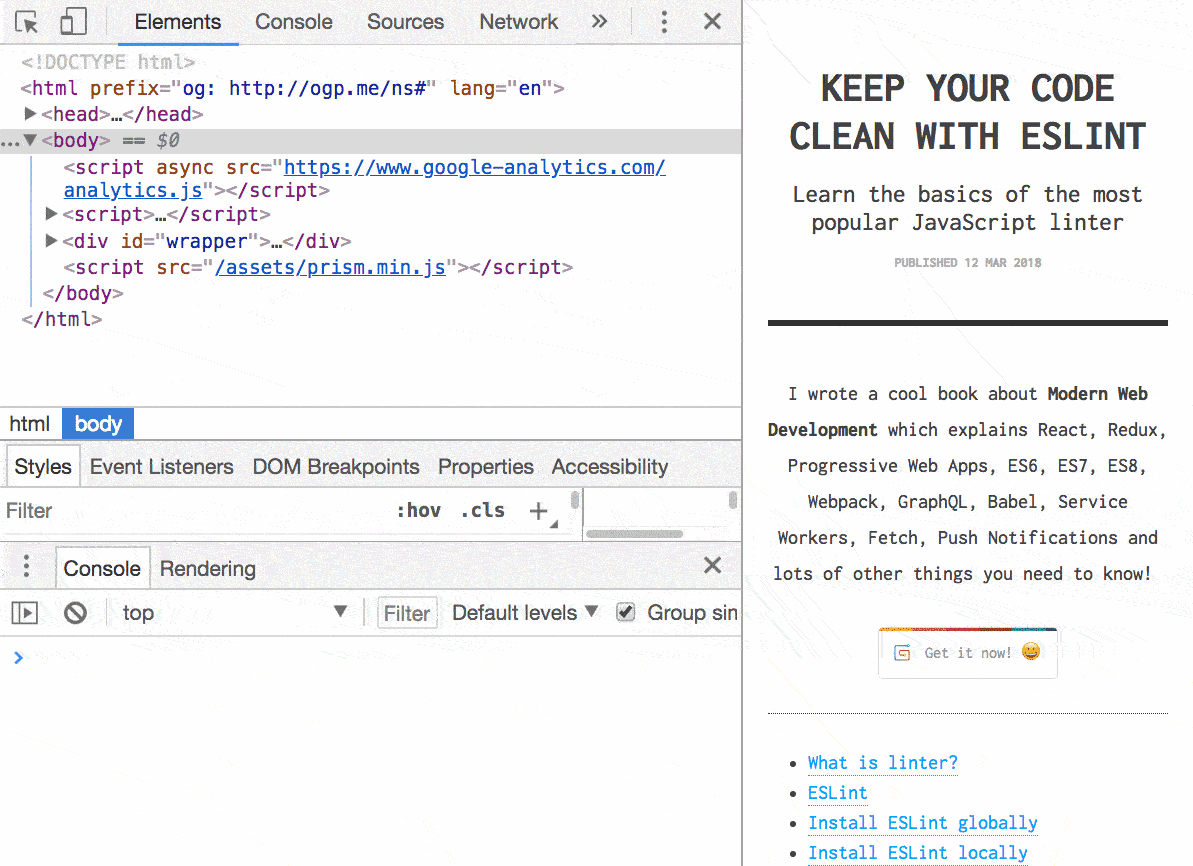 Elements Console Sources Network »
<!DOCTYPE html>
<html prefix="og: http://ogp.me/ns#" lang="en">
▶<head>…</head>
…▼<body> == $0
<script async src="https://www.google-analytics.com/
analytics.js"></script>
▶<script>…</script>
▶<div id="wrapper">…</div>
<script src="/assets/prism.min.js"></script>
</body>
</html>
html body
Styles Event Listeners DOM Breakpoints Properties Accessibility
Filter :hov .cls +
Console Rendering
top ▼ Filter Default levels ▼ Group sim
KEEP YOUR CODE
CLEAN WITH ESLINT
Learn the basics of the most
popular JavaScript linter
PUBLISHED 12 MAR 2018
I wrote a cool book about Modern Web
Development which explains React, Redux,
Progressive Web Apps, ES6, ES7, ES8,
Webpack, GraphQL, Babel, Service
Workers, Fetch, Push Notifications and
lots of other things you need to know!
Get it now! 😀
• What is linter?
• ESLint
• Install ESLint globally
• Install ESLint locally